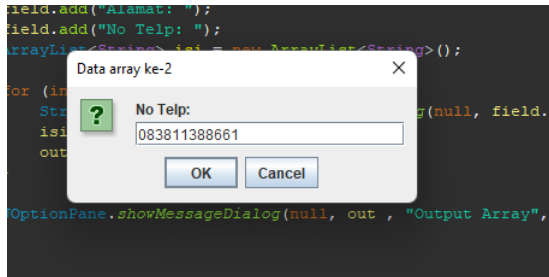 field.add("Alamat: ");
field.add("No Telp: ");
ArrayList<String> isi = new ArrayList<String>();
Data array ke-2
for (in
Str
g(null, field.
No Telp:
isi
083811388661
out
OK Cancel
JOptionPane.showMessageDialog(null, out , "Output Array",